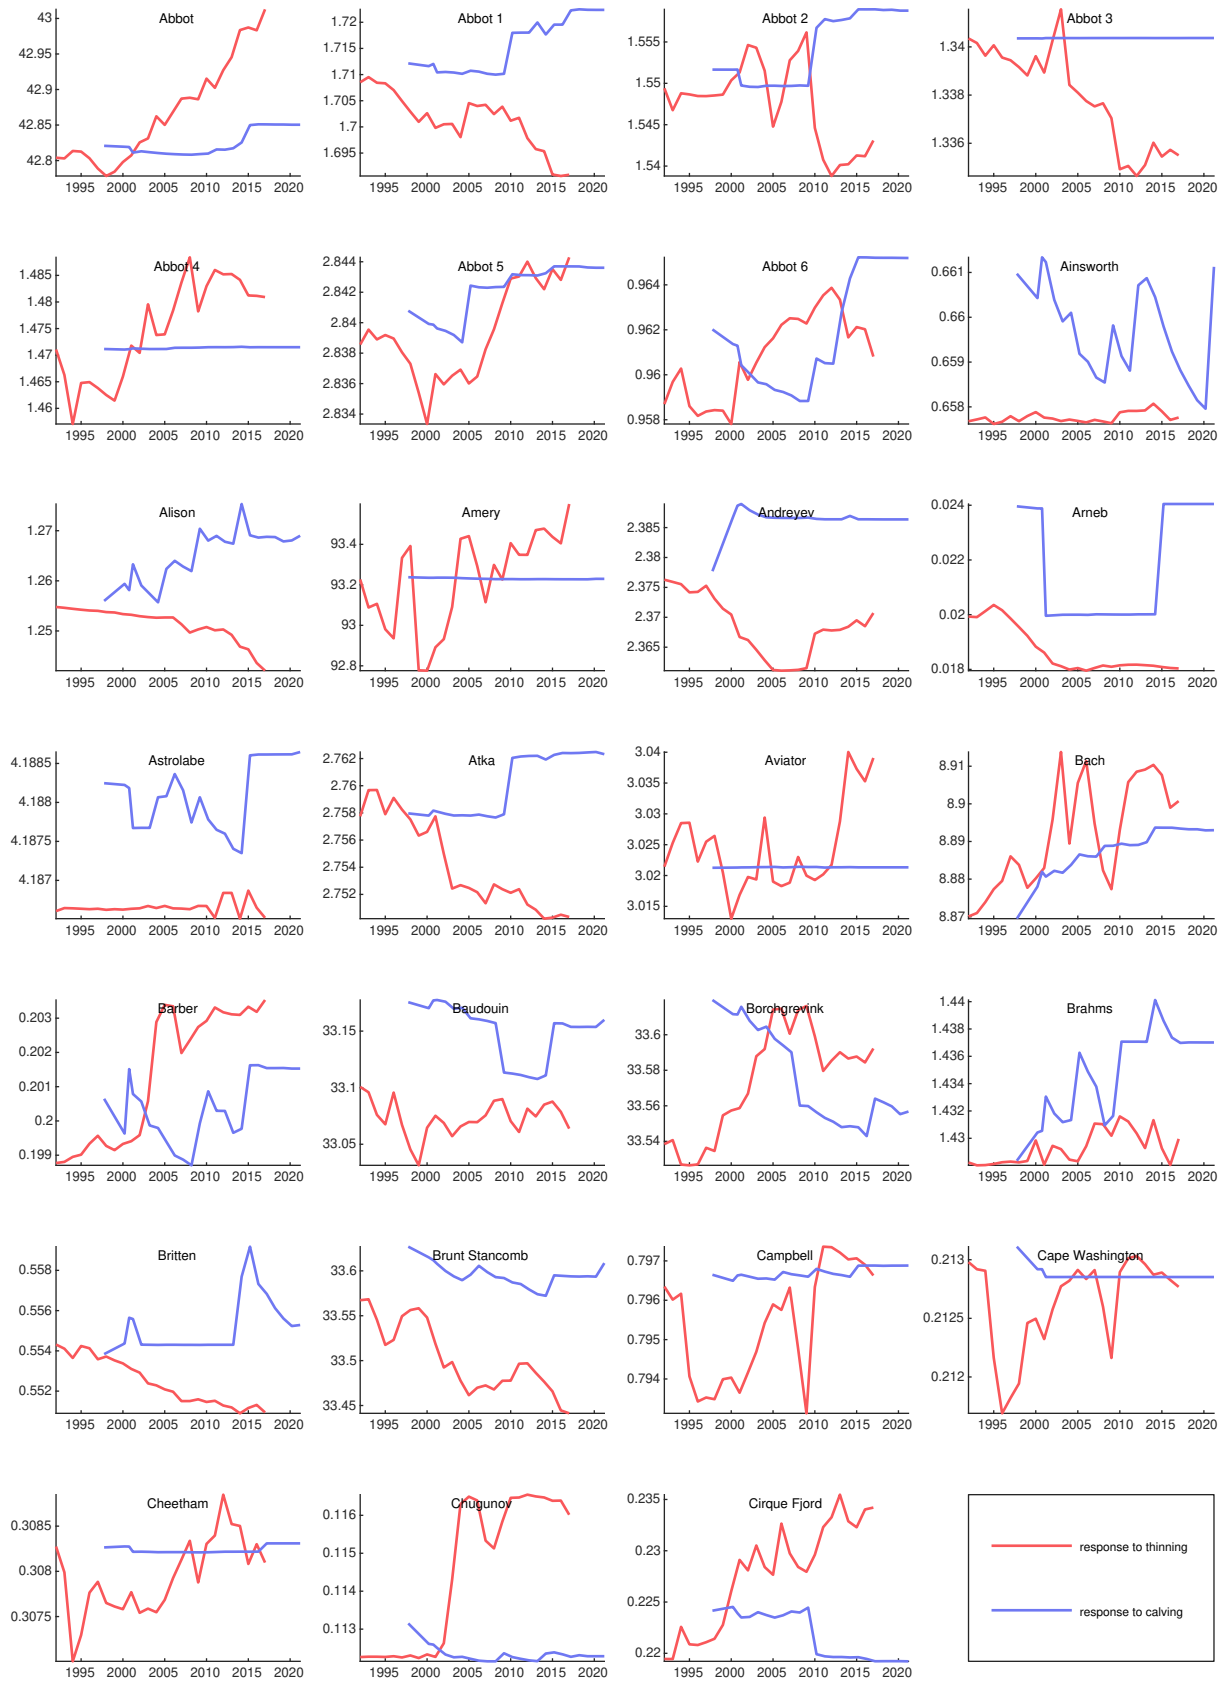 Abbot
43
42.95
42.9
42.85
42.8
1995 2000 2005 2010 2015 2020
Abbot 1
1.72
1.715
1.71
1.705
1.7
1.695
1995 2000 2005 2010 2015 2020
Abbot 2
1.555
1.550
1.545
1.54
1995 2000 2005 2010 2015 2020
Abbot 3
1.34
1.338
1.336
1995 2000 2005 2010 2015 2020
Abbot 4
1.485
1.48
1.475
1.47
1.465
1.46
1995 2000 2005 2010 2015 2020
Abbot 5
2.844
2.842
2.84
2.838
2.836
2.834
1995 2000 2005 2010 2015 2020
Abbot 6
0.964
0.962
0.96
0.958
1995 2000 2005 2010 2015 2020
Ainsworth
0.661
0.66
0.659
0.658
1995 2000 2005 2010 2015 2020
Alison
1.27
1.26
1.25
1995 2000 2005 2010 2015 2020
Amery
93.4
93.2
93
92.8
1995 2000 2005 2010 2015 2020
Andreyev
2.385
2.38
2.375
2.37
2.365
1995 2000 2005 2010 2015 2020
Arneb
0.024
0.022
0.02
0.018
1995 2000 2005 2010 2015 2020
Astrolabe
4.1885
4.188
4.1875
4.187
1995 2000 2005 2010 2015 2020
Atka
2.762
2.76
2.758
2.756
2.754
2.752
1995 2000 2005 2010 2015 2020
Aviator
3.04
3.035
3.03
3.025
3.02
3.015
1995 2000 2005 2010 2015 2020
Bach
8.91
8.9
8.89
8.88
8.87
1995 2000 2005 2010 2015 2020
Barber
0.203
0.202
0.201
0.2
0.199
1995 2000 2005 2010 2015 2020
Baudouin
33.15
33.1
33.05
1995 2000 2005 2010 2015 2020
Borchgrevink
33.6
33.58
33.56
33.54
1995 2000 2005 2010 2015 2020
Brahms
1.44
1.438
1.436
1.434
1.432
1.43
1995 2000 2005 2010 2015 2020
Britten
0.558
0.556
0.554
0.552
1995 2000 2005 2010 2015 2020
Brunt Stancomb
33.6
33.55
33.5
33.45
1995 2000 2005 2010 2015 2020
Campbell
0.797
0.796
0.795
0.794
1995 2000 2005 2010 2015 2020
Cape Washington
0.213
0.2125
0.212
1995 2000 2005 2010 2015 2020
Cheetham
0.3085
0.308
0.3075
1995 2000 2005 2010 2015 2020
Chugunov
0.116
0.115
0.114
0.113
1995 2000 2005 2010 2015 2020
Cirque Fjord
0.235
0.23
0.225
0.22
1995 2000 2005 2010 2015 2020
response to thinning
response to calving